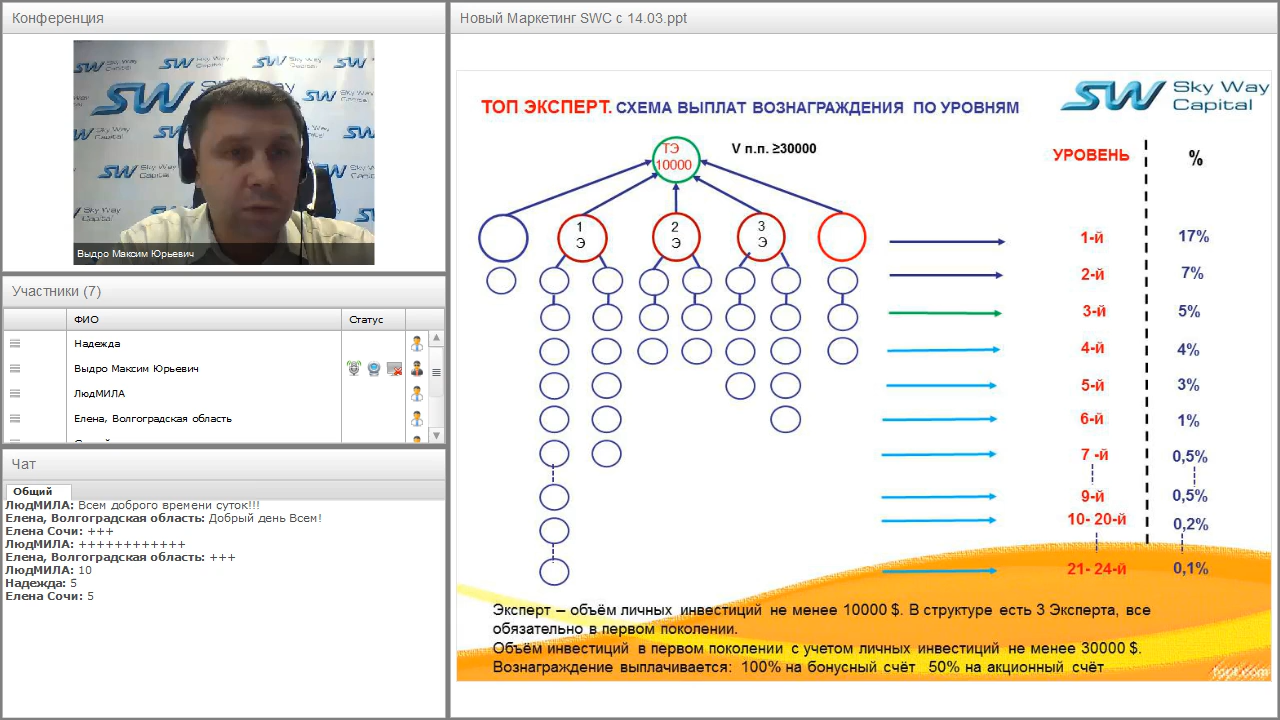 Конференция
Выдро Максим Юрьевич
Участники (7)
ФИО Статус
Надежда
Выдро Максим Юрьевич
ЛюдМИЛА
Елена, Волгоградская область
Чат
Общий
ЛюдМИЛА: Всем доброго времени суток!!!
Елена, Волгоградская область: Добрый день Всем!
Елена Сочи: +++
ЛюдМИЛА: ++++++++++++
Елена, Волгоградская область: +++
ЛюдМИЛА: 10
Надежда: 5
Елена Сочи: 5
Новый Маркетинг SWC с 14.03.ppt
SW Sky Way Capital
ТОП ЭКСПЕРТ. СХЕМА ВЫПЛАТ ВОЗНАГРАЖДЕНИЯ ПО УРОВНЯМ
ТЭ
10000
V п.п. ≥30000
УРОВЕНЬ %
1 Э
2 Э
3 Э
1-й 17%
2-й 7%
3-й 5%
4-й 4%
5-й 3%
6-й 1%
7 -й 0,5%
9-й 0,5%
10- 20-й 0,2%
21- 24-й 0,1%
Эксперт – объём личных инвестиций не менее 10000 $. В структуре есть 3 Эксперта, все
обязательно в первом поколении.
Объём инвестиций в первом поколении с учетом личных инвестиций не менее 30000 $.
Вознаграждение выплачивается: 100% на бонусный счёт 50% на акционный счёт
fppt.com